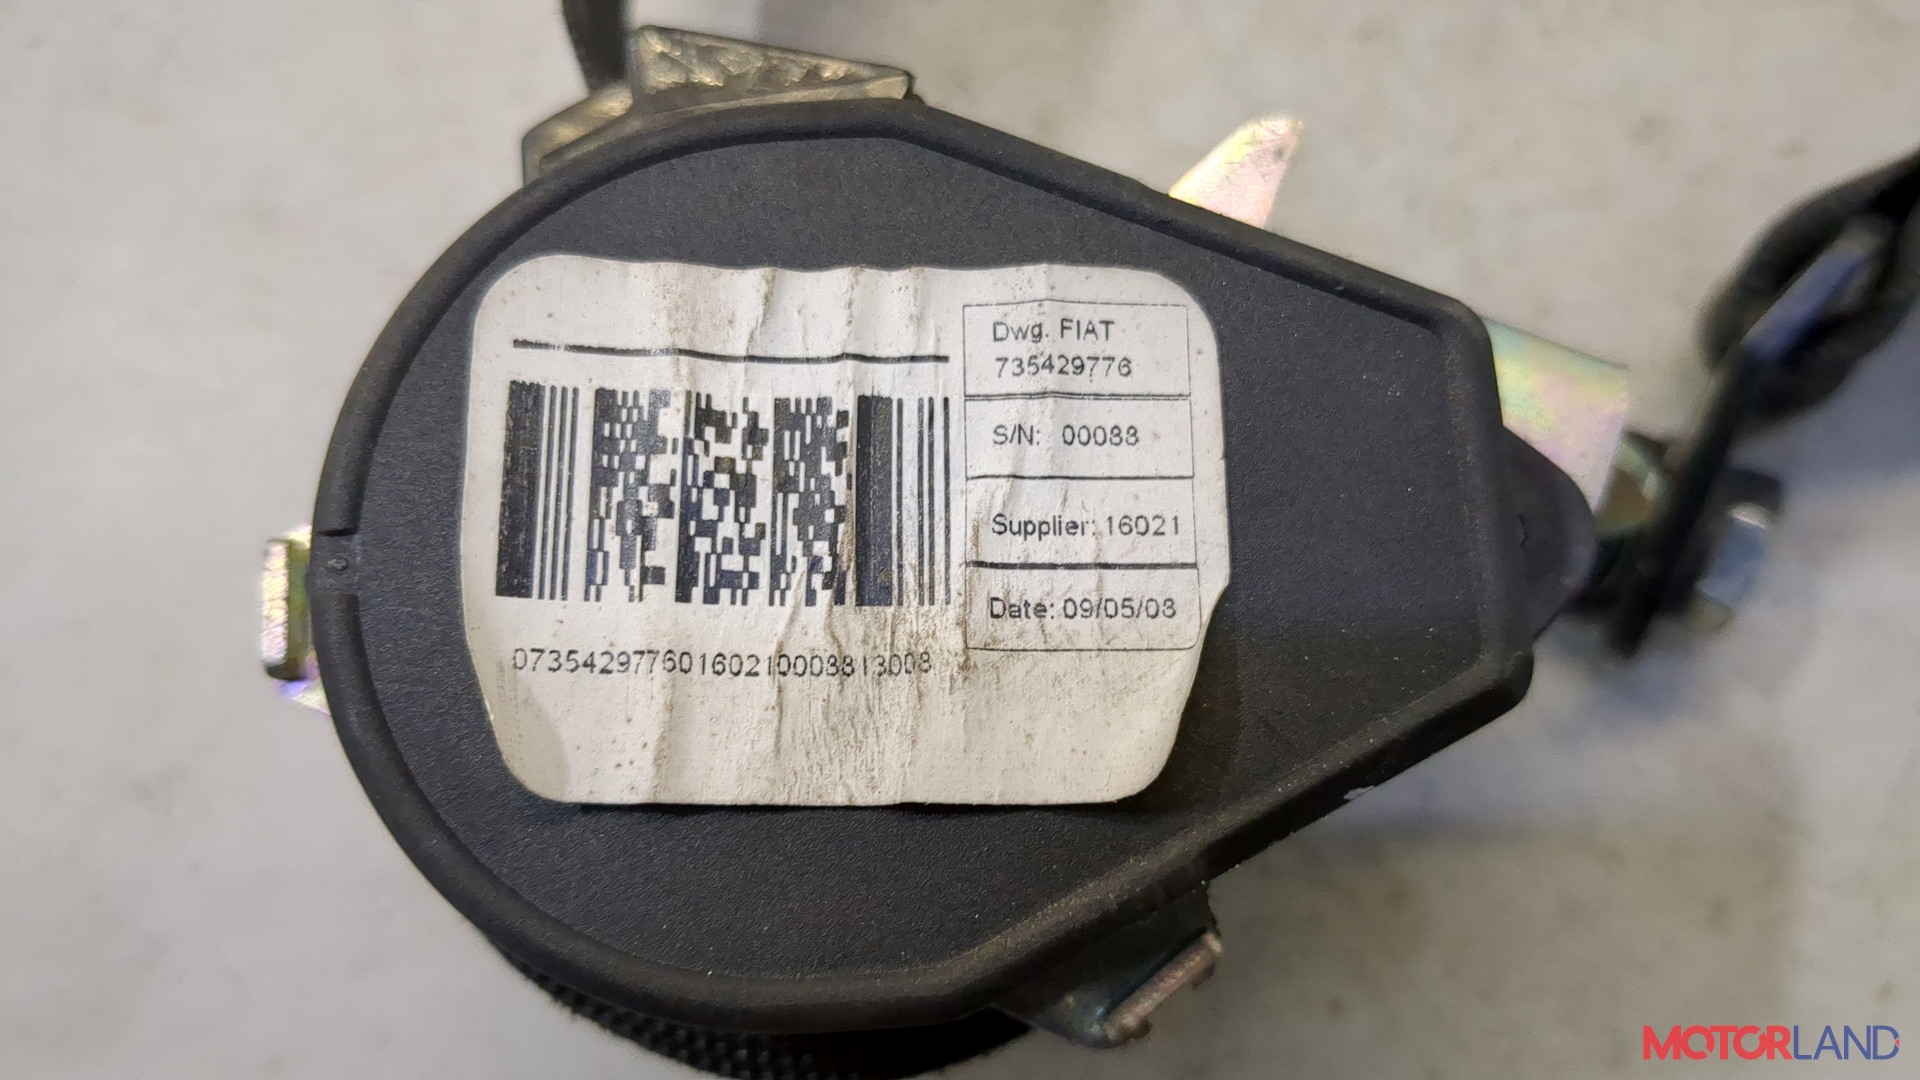 Dwg. FIAT
735429776
S/N: 00088
Supplier: 16021
Date: 09/05/08
07354297760160210008813008
MOTORLAND